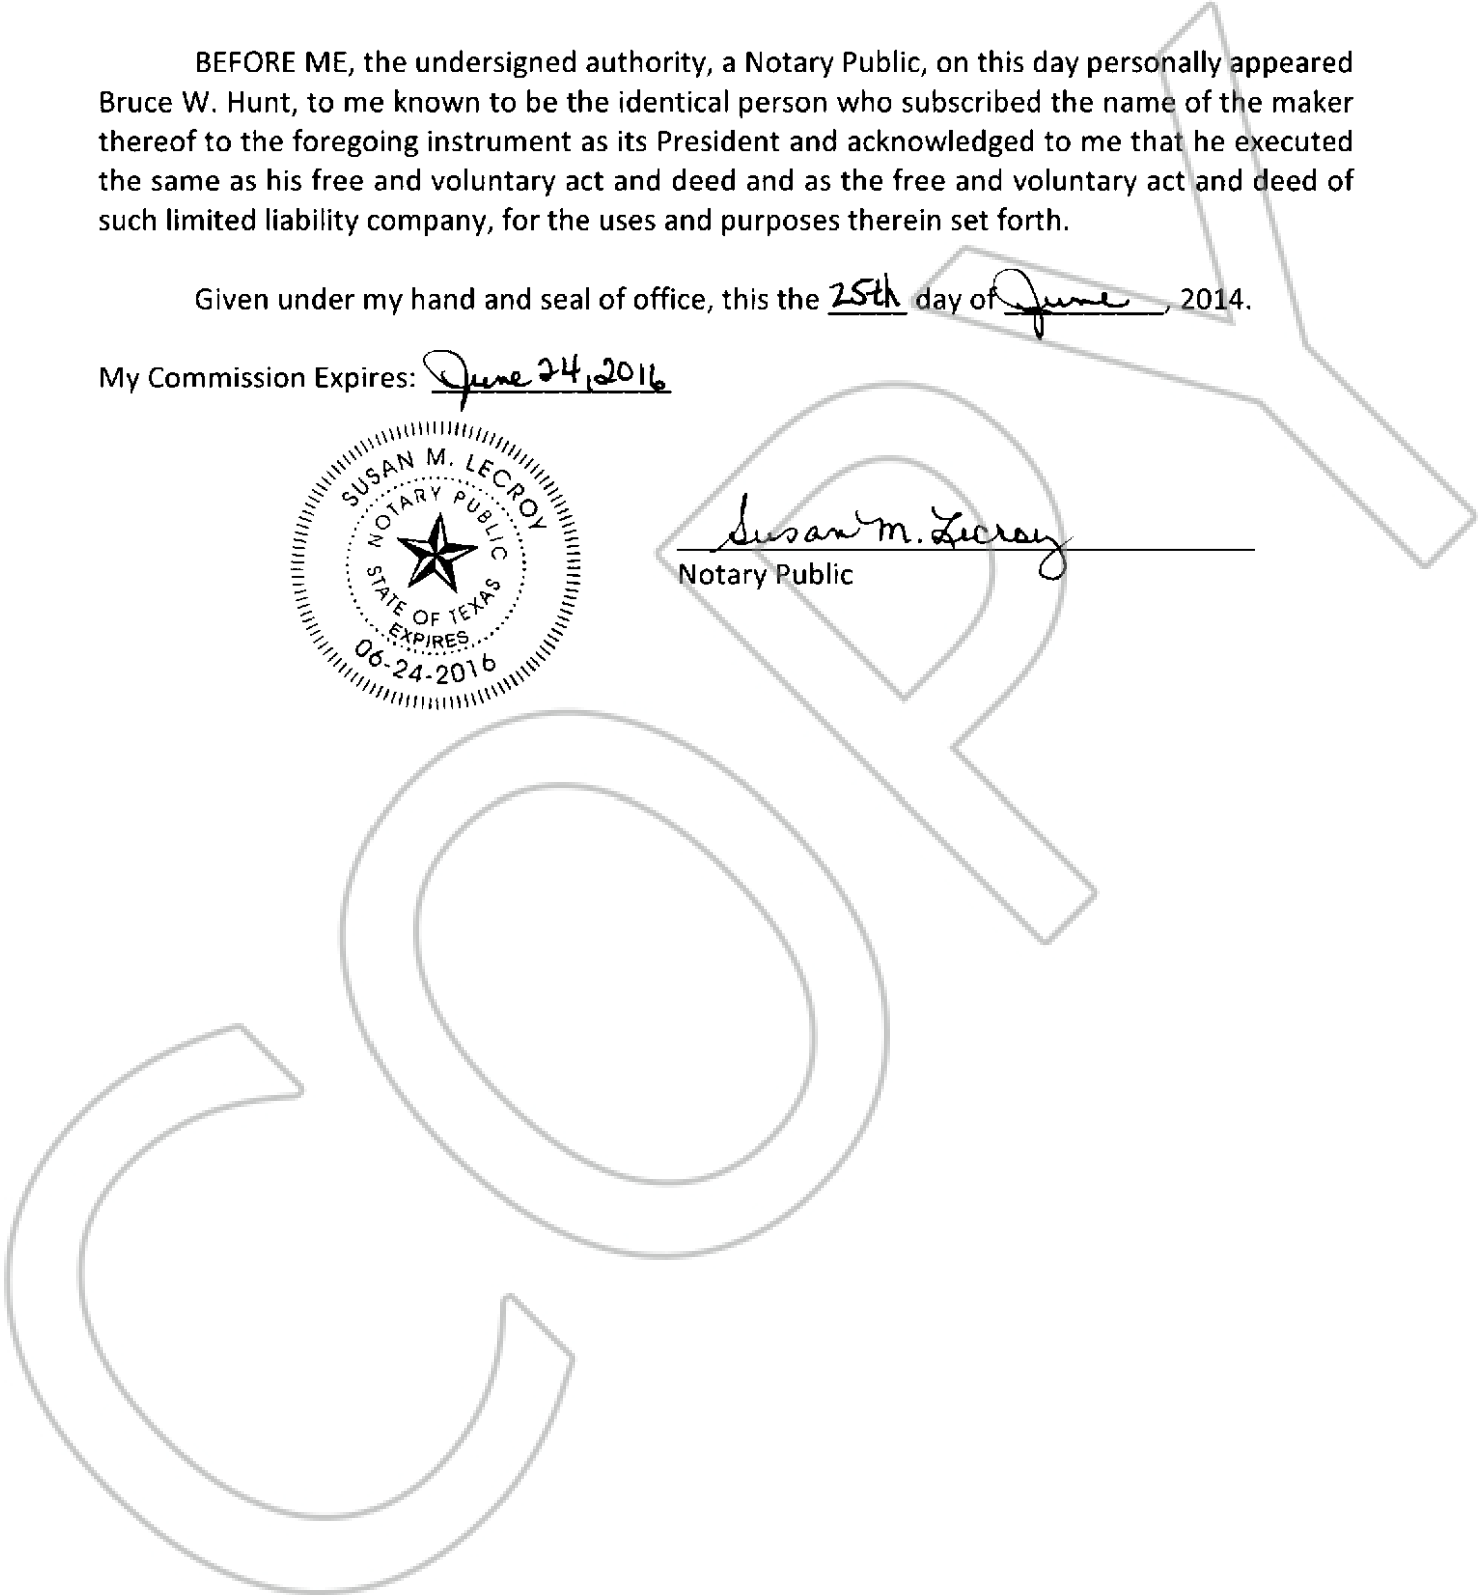 BEFORE ME, the undersigned authority, a Notary Public, on this day personally appeared
Bruce W. Hunt, to me known to be the identical person who subscribed the name of the maker
thereof to the foregoing instrument as its President and acknowledged to me that he executed
the same as his free and voluntary act and deed and as the free and voluntary act and deed of
such limited liability company, for the uses and purposes therein set forth.
Given under my hand and seal of office, this the 25th day of June, 2014.
My Commission Expires: June 24, 2016
SUSAN M. LECROY
NOTARY PUBLIC
STATE OF TEXAS
EXPIRES
06-24-2016
Susan M. Lecroy
Notary Public
COPY